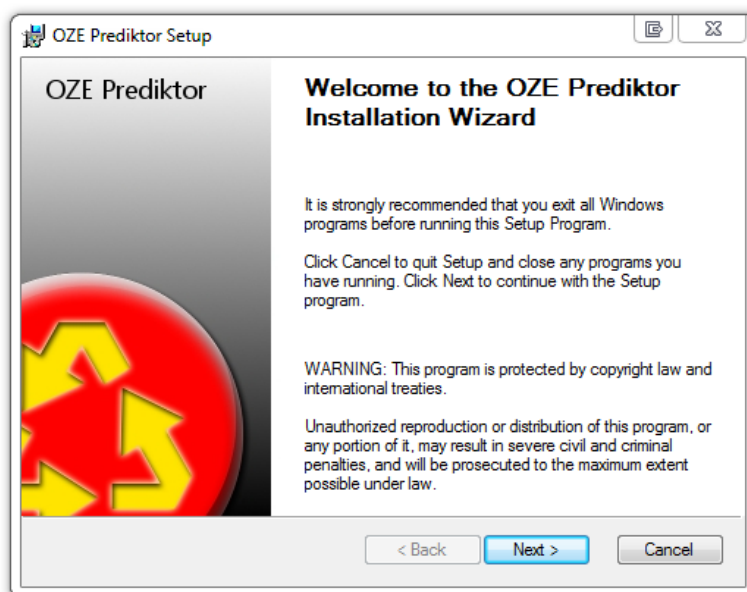 OZE Prediktor Setup
OZE Prediktor
Welcome to the OZE Prediktor
Installation Wizard
It is strongly recommended that you exit all Windows
programs before running this Setup Program.
Click Cancel to quit Setup and close any programs you
have running. Click Next to continue with the Setup
program.
WARNING: This program is protected by copyright law and
international treaties.
Unauthorized reproduction or distribution of this program, or
any portion of it, may result in severe civil and criminal
penalties, and will be prosecuted to the maximum extent
possible under law.
< Back
Next >
Cancel